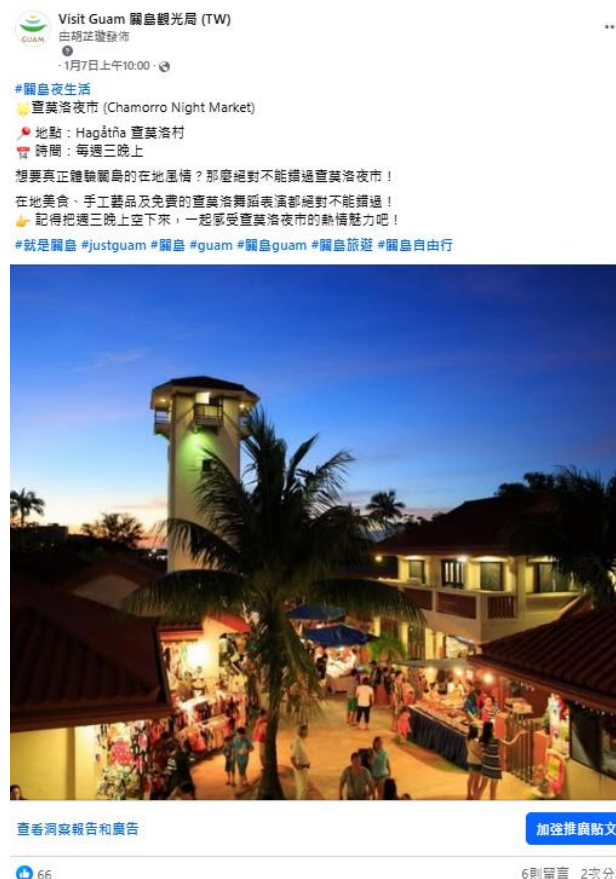 Visit Guam 關島觀光局 (TW)
由胡芷璇發佈
· 1月7日上午10:00 ·
GUAM
#關島夜生活
🌟查莫洛夜市 (Chamorro Night Market)
📍 地點：Hagåtña 查莫洛村
📅 時間：每週三晚上
想要真正體驗關島的在地風情？那麼絕對不能錯過查莫洛夜市！
在地美食、手工藝品及免費的查莫洛舞蹈表演都絕對不能錯過！
👉 記得把週三晚上空下來，一起感受查莫洛夜市的熱情魅力吧！
#就是關島 #justguam #關島 #guam #關島guam #關島旅遊 #關島自由行
查看洞察報告和廣告
加強推廣貼文
66
6則留言 2次分